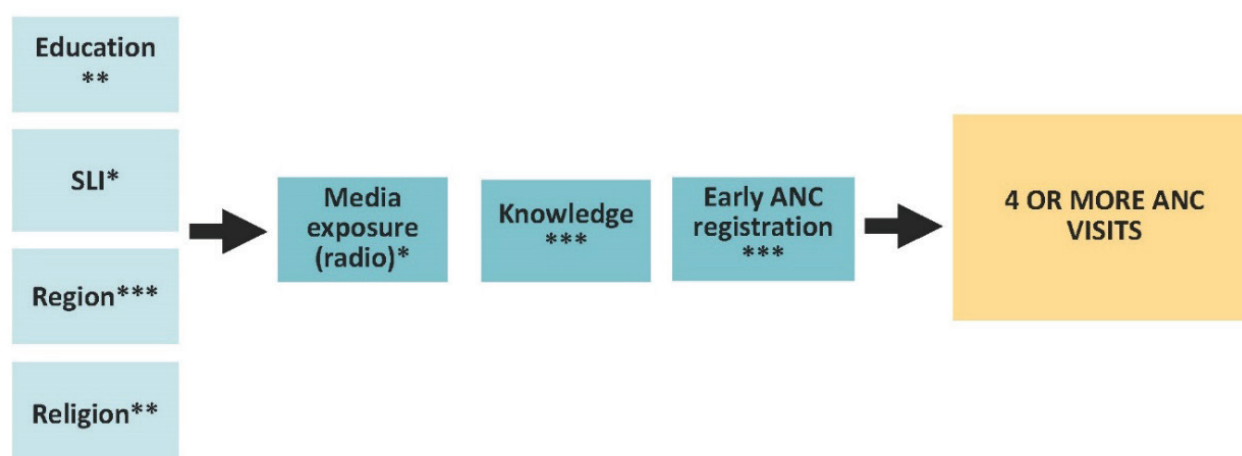 Education
**
SLI*
Region***
Religion**
Media
exposure
(radio)*
Knowledge
***
Early ANC
registration
***
4 OR MORE ANC
VISITS